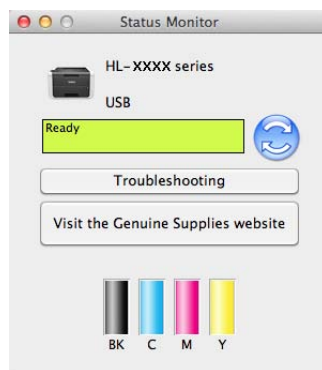 Status Monitor
HL-XXXX series
USB
Ready
Troubleshooting
Visit the Genuine Supplies website
BK C M Y